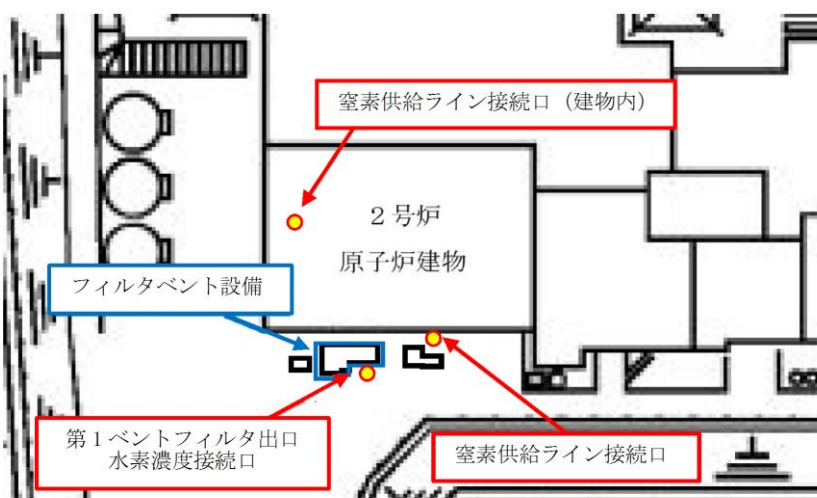 窒素供給ライン接続口（建物内）
２号炉
原子炉建物
フィルタベント設備
第１ベントフィルタ出口
水素濃度接続口
窒素供給ライン接続口